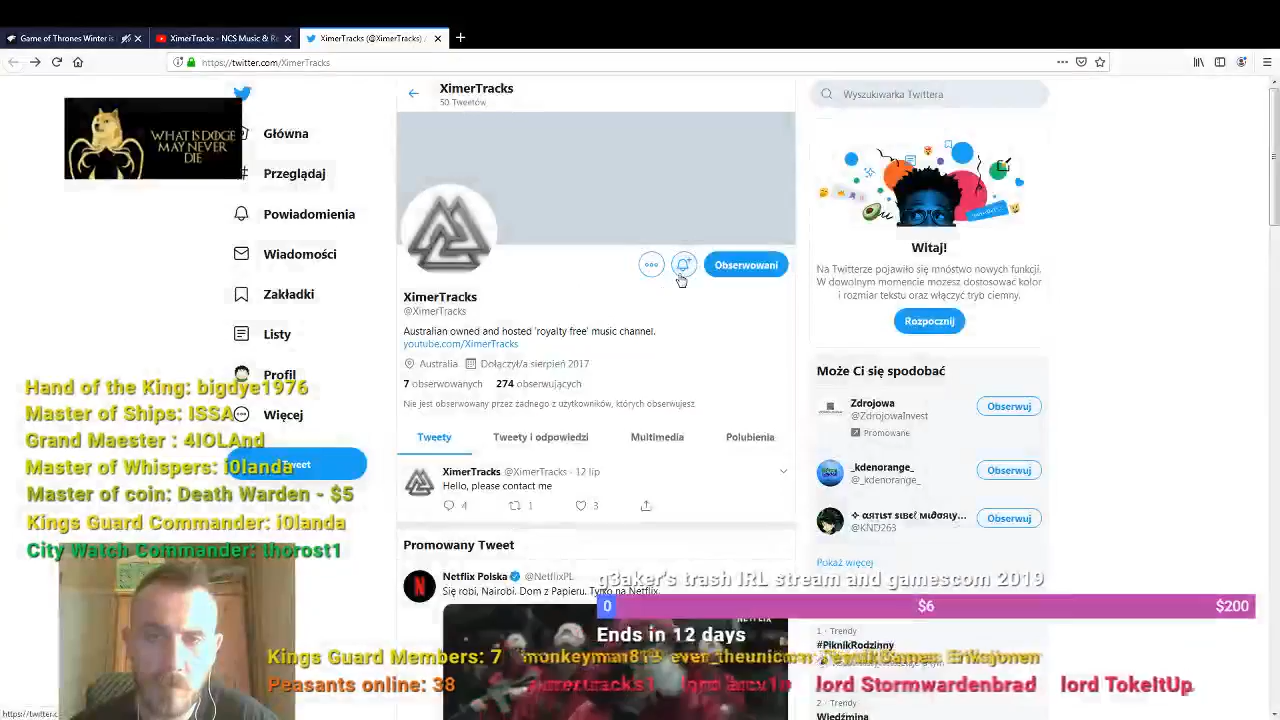 Game of Thrones Winter is
XimerTracks - NCS Music & R
XimerTracks (@XimerTracks) /
https://twitter.com/XimerTracks
WHAT IS DOGE
MAY NEVER
DIE
Główna
Przeglądaj
Powiadomienia
Wiadomości
Zakładki
Listy
Profil
Więcej
Tweet
XimerTracks
50 Tweetów
Obserwowani
XimerTracks
@XimerTracks
Australian owned and hosted 'royalty free' music channel.
youtube.com/XimerTracks
Australia Dołączył/a sierpień 2017
7 obserwowanych 274 obserwujących
Nie jest obserwowany przez żadnego z użytkowników, których obserwujesz
Tweety Tweety i odpowiedzi Multimedia Polubienia
XimerTracks @XimerTracks · 12 lip
Hello, please contact me
4 1 3
Promowany Tweet
Netflix Polska @NetflixPL
Się robi, Nairobi. Dom z Papieru. Tylko na Netflix.
Wyszukiwarka Twittera
Witaj!
Na Twitterze pojawiło się mnóstwo nowych funkcji.
W dowolnym momencie możesz dostosować kolor
i rozmiar tekstu oraz włączyć tryb ciemny.
Rozpocznij
Może Ci się spodobać
Zdrojowa
@ZdrojowaInvest
Obserwuj
Promowane
_kdenorange_
@_kdenorange_
Obserwuj
@KND263
Obserwuj
Pokaż więcej
1 · Trendy
#PiknikRodzinny
2 · Trendy
Wiedźmina
Hand of the King: bigdye1976
Master of Ships: ISSA
Grand Maester : 4IOLAnd
Master of Whispers: i0landa
Master of coin: Death Warden - $5
Kings Guard Commander: i0landa
City Watch Commander: thorost1
g3aker's trash IRL stream and gamescom 2019
0 $6 $200
Ends in 12 days
Kings Guard Members: 7 monkeyman819 ever_theunicorn
Peasants online: 38
lord Stormwardenbrad lord TokeItUp
https://twitter.c